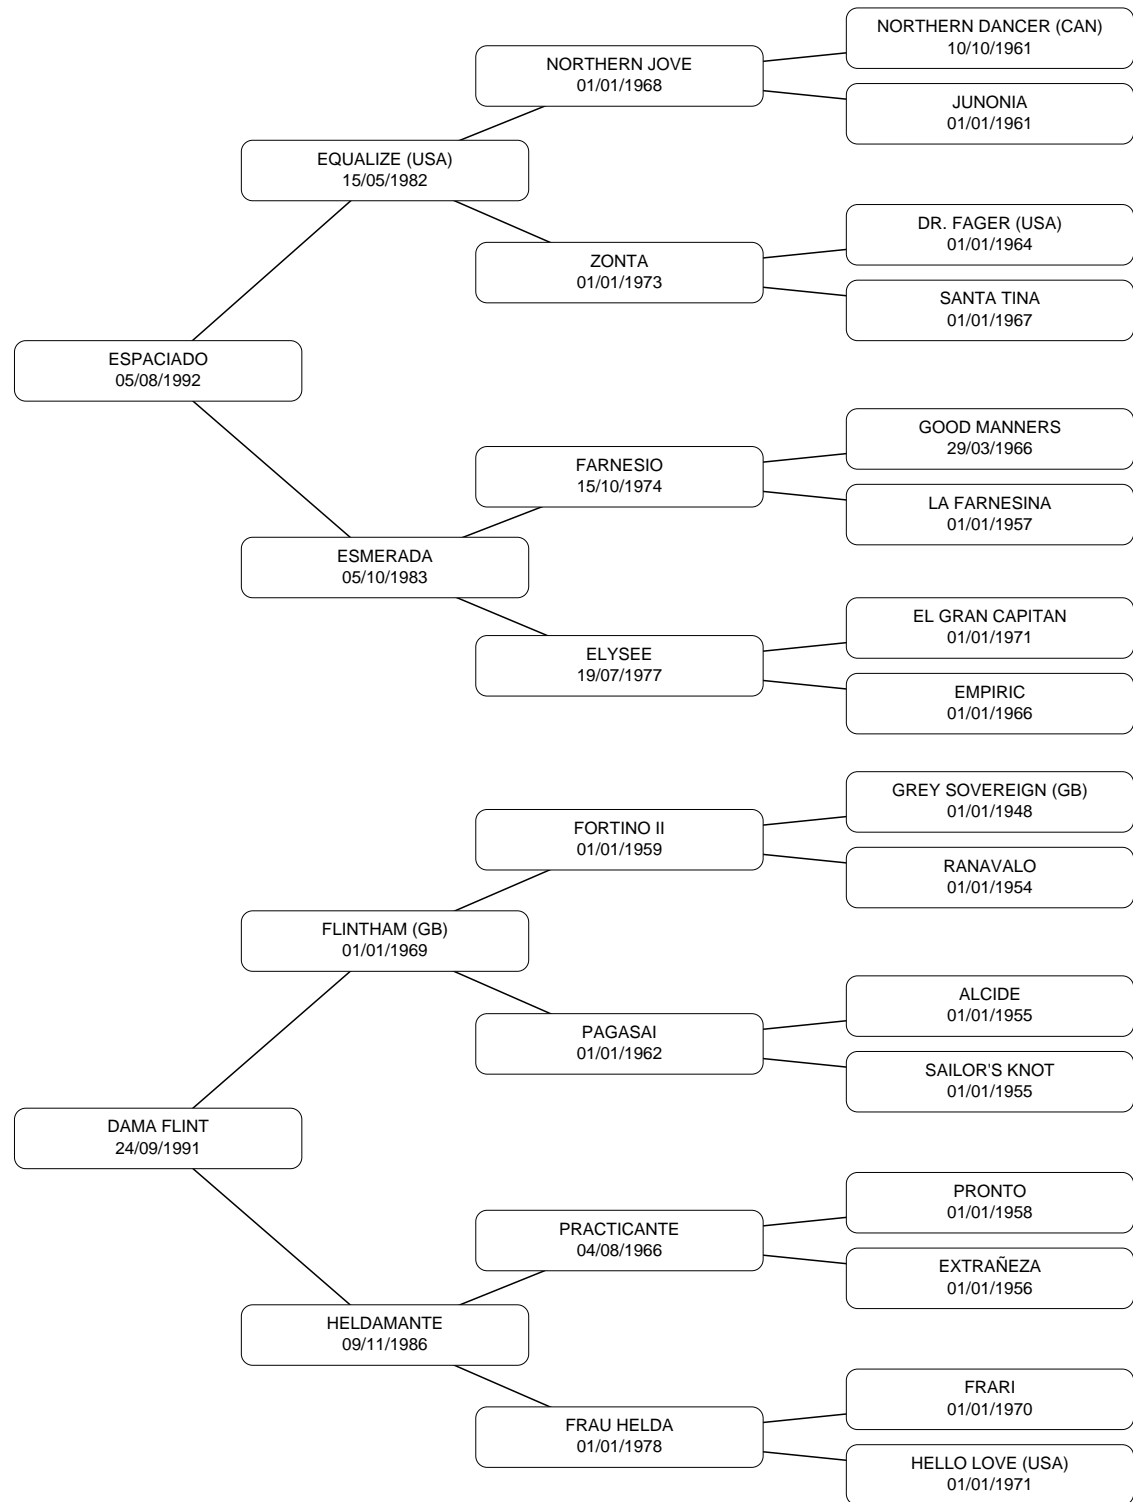 NORTHERN DANCER (CAN)
10/10/1961
NORTHERN JOVE
01/01/1968
JUNONIA
01/01/1961
EQUALIZE (USA)
15/05/1982
DR. FAGER (USA)
01/01/1964
ZONTA
01/01/1973
SANTA TINA
01/01/1967
ESPACIADO
05/08/1992
GOOD MANNERS
29/03/1966
FARNESIO
15/10/1974
LA FARNESINA
01/01/1957
ESMERADA
05/10/1983
EL GRAN CAPITAN
01/01/1971
ELYSEE
19/07/1977
EMPIRIC
01/01/1966
GREY SOVEREIGN (GB)
01/01/1948
FORTINO II
01/01/1959
RANAVALO
01/01/1954
FLINTHAM (GB)
01/01/1969
ALCIDE
01/01/1955
PAGASAI
01/01/1962
SAILOR'S KNOT
01/01/1955
DAMA FLINT
24/09/1991
PRONTO
01/01/1958
PRACTICANTE
04/08/1966
EXTRAÑEZA
01/01/1956
HELDAMANTE
09/11/1986
FRARI
01/01/1970
FRAU HELDA
01/01/1978
HELLO LOVE (USA)
01/01/1971